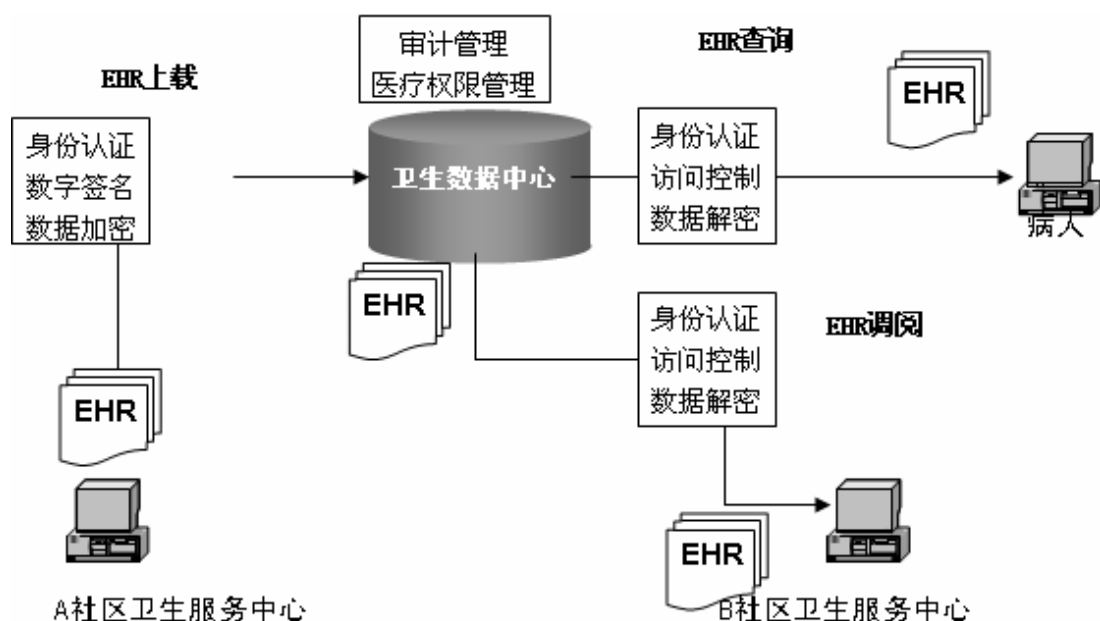 审计管理
医疗权限管理
EHR查询
EHR上载
EHR
身份认证
数字签名
数据加密
卫生数据中心
身份认证
访问控制
数据解密
病人
EHR
身份认证
访问控制
数据解密
EHR调阅
EHR
EHR
A社区卫生服务中心
B社区卫生服务中心